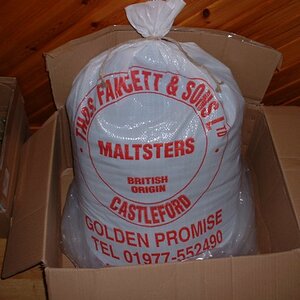 THOS FAWCETT & SONS LTD
MALTSTERS
BRITISH
ORIGIN
CASTLEFORD
GOLDEN PROMISE
TEL 01977-552490